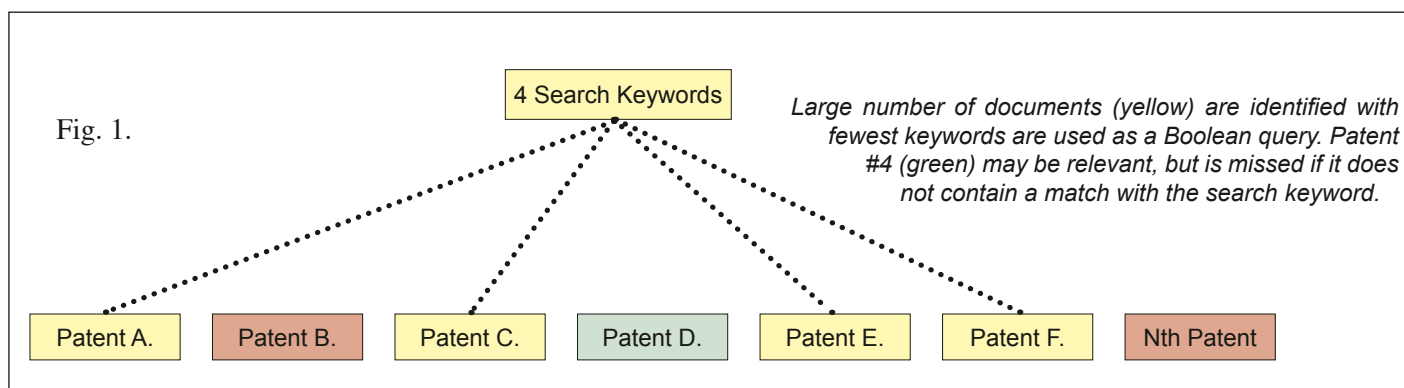 4 Search Keywords
Fig. 1.
Large number of documents (yellow) are identified with
fewest keywords are used as a Boolean query. Patent
#4 (green) may be relevant, but is missed if it does
not contain a match with the search keyword.
Patent A.
Patent B.
Patent C.
Patent D.
Patent E.
Patent F.
Nth Patent